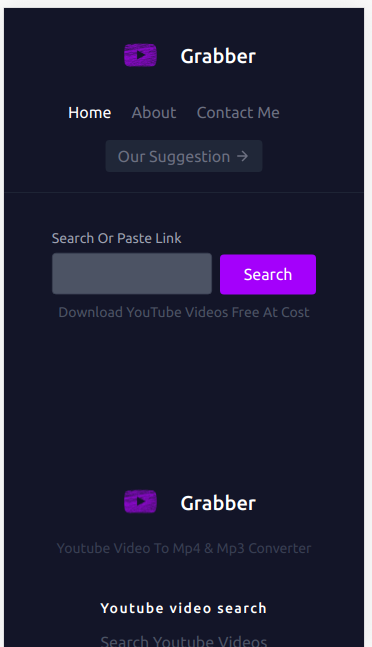 Grabber
Home About Contact Me
Our Suggestion →
Search Or Paste Link
Search
Download YouTube Videos Free At Cost
Grabber
Youtube Video To Mp4 & Mp3 Converter
Youtube video search
Search Youtube Videos